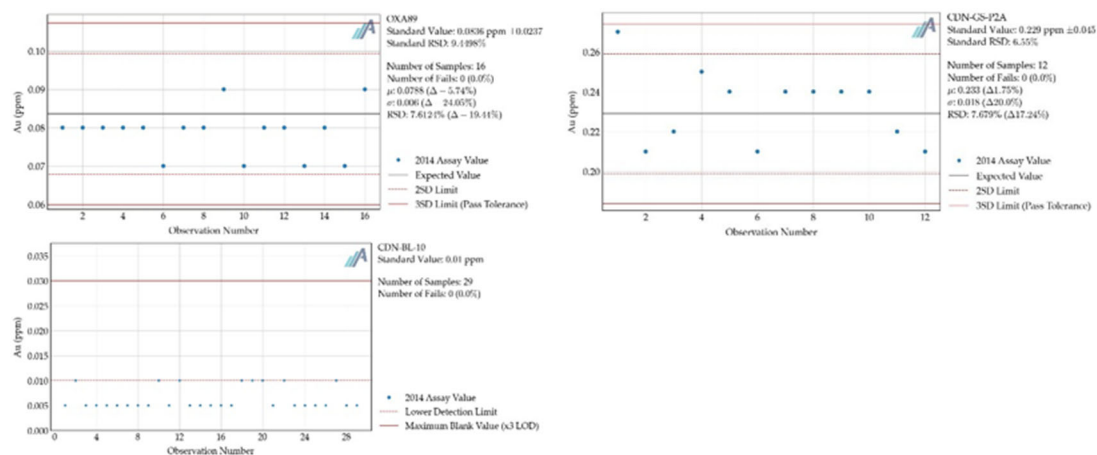 OXA89
Standard Value: 0.0836 ppm ±0.0237
Standard RSD: 9.4498%
Number of Samples: 16
Number of Fails: 0 (0.0%)
μ: 0.0788 (Δ − 5.74%)
σ: 0.006 (Δ − 24.05%)
RSD: 7.6124% (Δ − 19.44%)
2014 Assay Value
Expected Value
2SD Limit
3SD Limit (Pass Tolerance)
Au (ppm)
0.10
0.09
0.08
0.07
0.06
2 4 6 8 10 12 14 16
Observation Number
CDN-GS-P2A
Standard Value: 0.229 ppm ±0.045
Standard RSD: 6.55%
Number of Samples: 12
Number of Fails: 0 (0.0%)
μ: 0.233 (Δ1.75%)
σ: 0.018 (Δ20.0%)
RSD: 7.679% (Δ17.24%)
2014 Assay Value
Expected Value
2SD Limit
3SD Limit (Pass Tolerance)
Au (ppm)
0.26
0.24
0.22
0.20
2 4 6 8 10 12
Observation Number
CDN-BL-10
Standard Value: 0.01 ppm
Number of Samples: 29
Number of Fails: 0 (0.0%)
2014 Assay Value
Lower Detection Limit
Maximum Blank Value (x3 LOD)
Au (ppm)
0.035
0.030
0.025
0.020
0.015
0.010
0.005
0.000
0 4 8 12 16 20 24 28
Observation Number